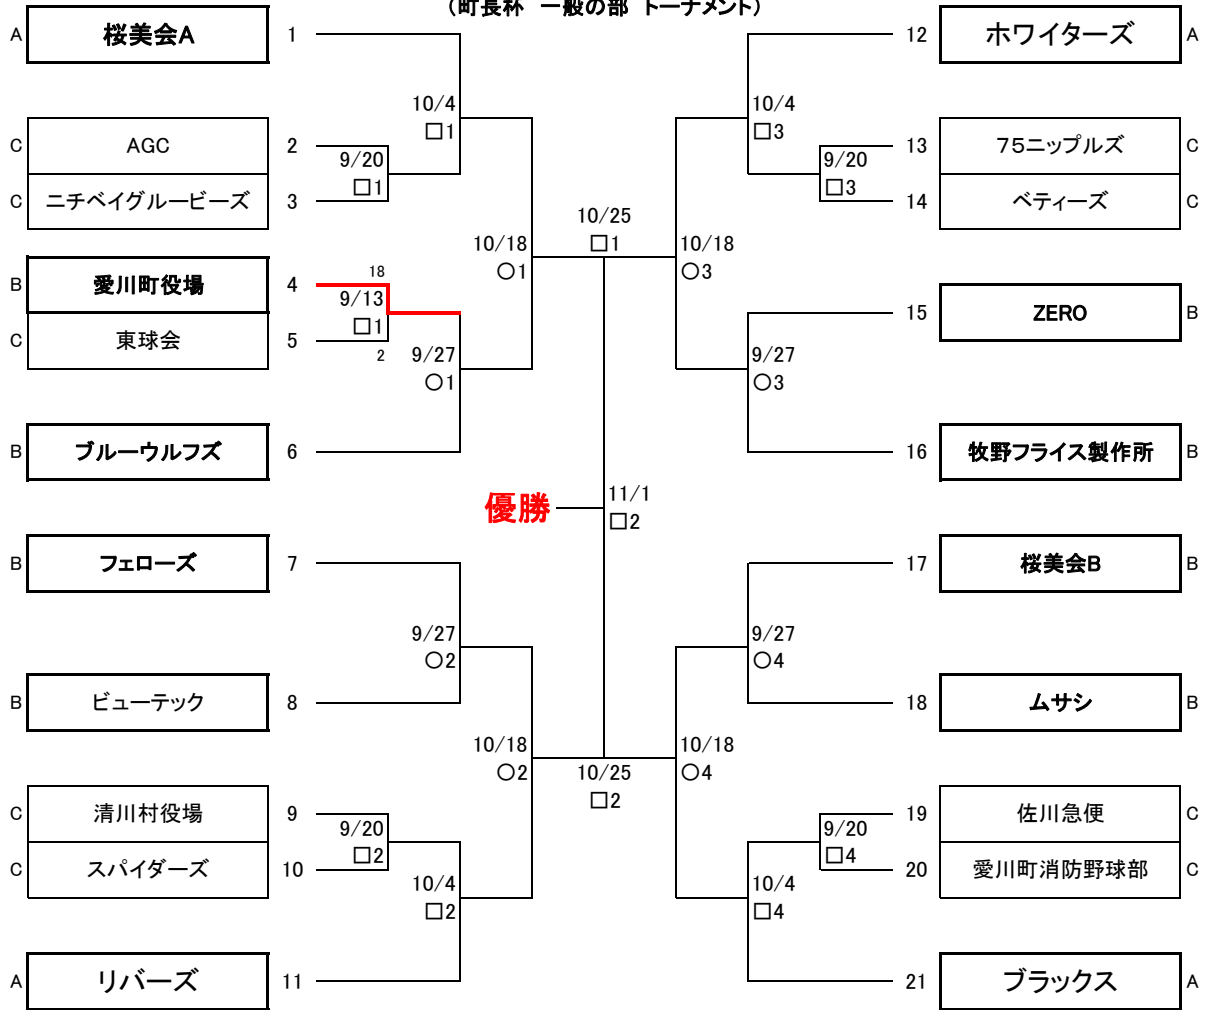 (町長杯 一般の部 トーナメント)
A 桜美会A 1
10/4
□1
C AGC 2
9/20
□1
C ニチベイグルービーズ 3
10/18
○1
B 愛川町役場 4
18
9/13
□1
C 東球会 5
2
9/27
○1
B ブルーウルフズ 6
B フェローズ 7
9/27
○2
B ビューテック 8
10/18
○2
C 清川村役場 9
9/20
□2
C スパイダーズ 10
10/4
□2
A リバーズ 11
10/25
□1
優勝
11/1
□2
10/25
□2
12 ホワイターズ A
10/4
□3
13 75ニップルズ C
9/20
□3
14 ベティーズ C
10/18
○3
15 ZERO B
9/27
○3
16 牧野フライス製作所 B
17 桜美会B B
9/27
○4
18 ムサシ B
10/18
○4
19 佐川急便 C
9/20
□4
20 愛川町消防野球部 C
10/4
□4
21 ブラックス A